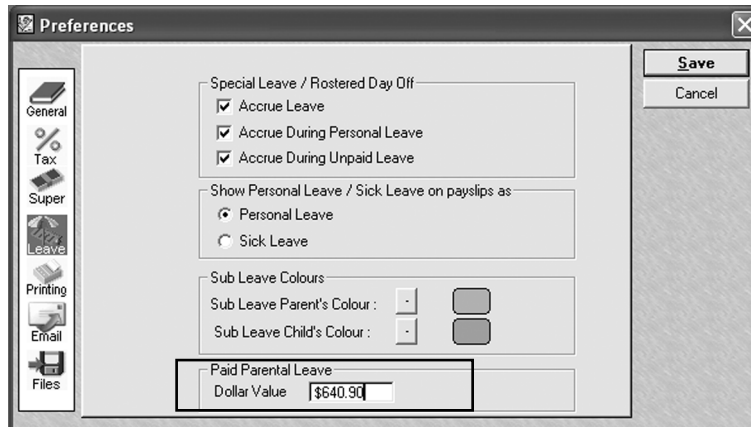 Preferences
General
Tax
Super
Leave
Printing
Email
Files
Special Leave / Rostered Day Off
Accrue Leave
Accrue During Personal Leave
Accrue During Unpaid Leave
Show Personal Leave / Sick Leave on payslips as
Personal Leave
Sick Leave
Sub Leave Colours
Sub Leave Parent's Colour :
Sub Leave Child's Colour :
Paid Parental Leave
Dollar Value $640.90
Save
Cancel